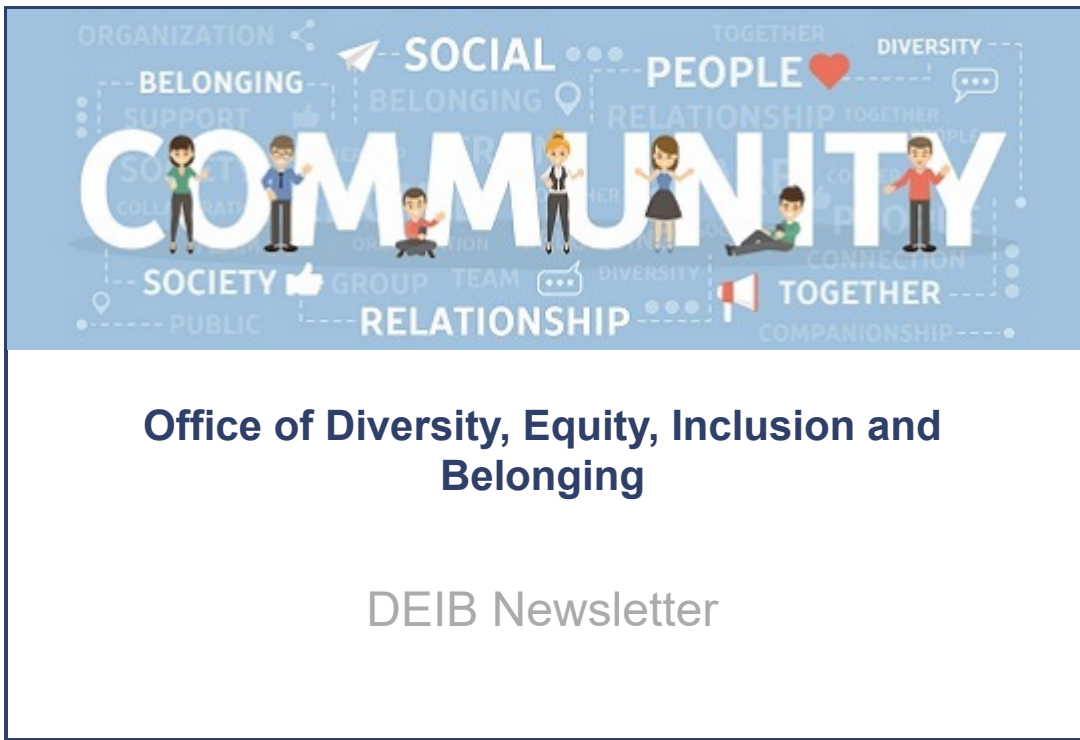 ORGANIZATION
TOGETHER
SOCIAL
DIVERSITY
BELONGING
PEOPLE
BELONGING
SUPPORT
RELATIONSHIP
TOGETHER
COMMUNITY
CONNECTION
SOCIETY
GROUP
TEAM
DIVERSITY
TOGETHER
PUBLIC
RELATIONSHIP
COMPANIONSHIP
Office of Diversity, Equity, Inclusion and
Belonging
DEIB Newsletter